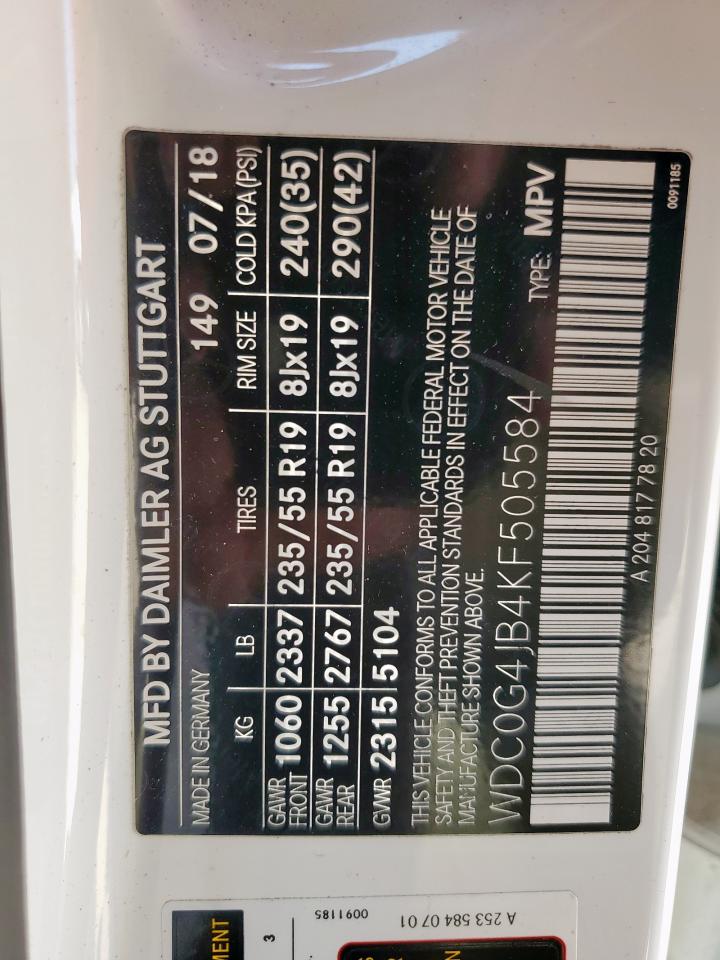 MFD BY DAIMLER AG STUTTGART
MADE IN GERMANY 149 07/18
KG LB TIRES RIM SIZE COLD KPA(PSI)
GAWR FRONT 1060 2337 235/55 R19 8Jx19 240(35)
GAWR REAR 1255 2767 235/55 R19 8Jx19 290(42)
GVWR 2315 5104
THIS VEHICLE CONFORMS TO ALL APPLICABLE FEDERAL MOTOR VEHICLE
SAFETY AND THEFT PREVENTION STANDARDS IN EFFECT ON THE DATE OF
MANUFACTURE SHOWN ABOVE.
WDC0G4JB4KF505584 TYPE: MPV
A 204 817 78 20
0091185
3
0091185
A 253 584 07 01